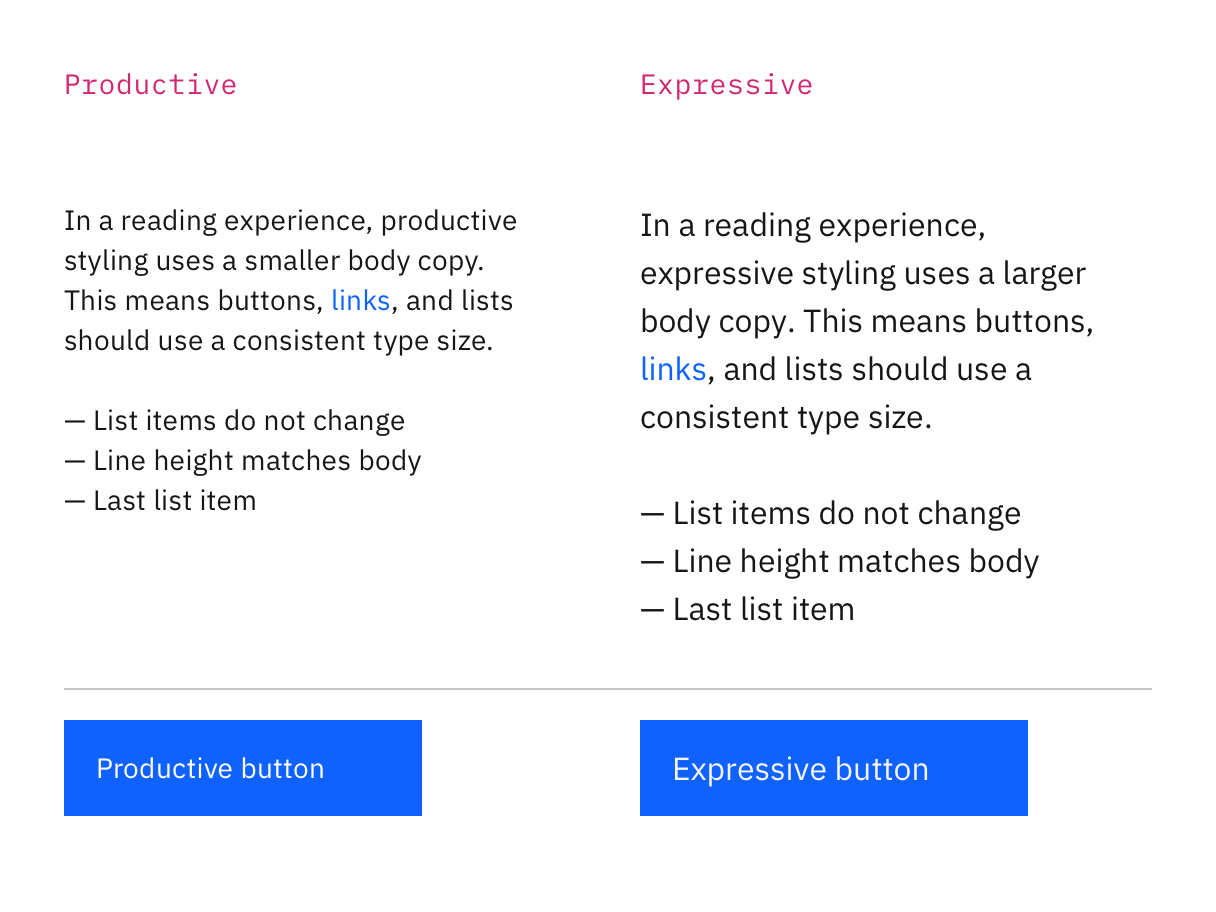 Productive
In a reading experience, productive
styling uses a smaller body copy.
This means buttons, links, and lists
should use a consistent type size.
— List items do not change
— Line height matches body
— Last list item
Expressive
In a reading experience,
expressive styling uses a larger
body copy. This means buttons,
links, and lists should use a
consistent type size.
— List items do not change
— Line height matches body
— Last list item
Productive button
Expressive button